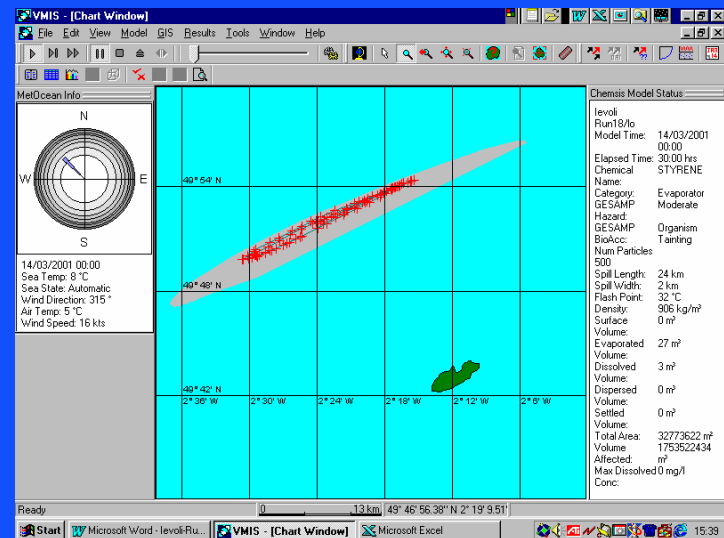 VMIS - [Chart Window]
File Edit View Model GIS Results Tools Window Help
MetOcean Info
N
W E
S
14/03/2001 00:00
Sea Temp: 8 °C
Sea State: Automatic
Wind Direction: 315 °
Air Temp: 5 °C
Wind Speed: 16 kts
49° 54' N
49° 48' N
49° 42' N
2° 36' W 2° 30' W 2° 24' W 2° 18' W 2° 12' W 2° 6' W
Chemsis Model Status
Ievoli
Run18/Io
Model Time: 14/03/2001
00:00
Elapsed Time: 30:00 hrs
Chemical STYRENE
Name:
Category: Evaporator
GESAMP Moderate
Hazard:
GESAMP Organism
BioAcc: Tainting
Num Particles
500
Spill Length: 24 km
Spill Width: 2 km
Flash Point: 32 °C
Density: 906 kg/m³
Surface 0 m³
Volume:
Evaporated 27 m³
Volume:
Dissolved 3 m³
Volume:
Dispersed 0 m³
Volume:
Settled 0 m³
Volume:
Total Area: 32773622 m²
Volume 1753522434
Affected: m³
Max Dissolved 0 mg/l
Conc:
Ready 0 13 km 49° 46' 56.38'' N 2° 19' 9.51'
Start Microsoft Word - Ievoli-Ru... VMIS - [Chart Window] Microsoft Excel 15:39